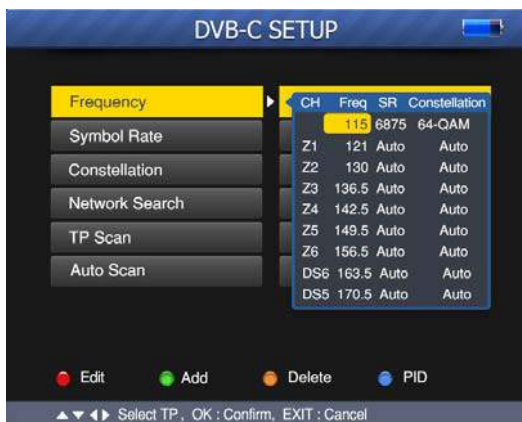 DVB-C SETUP
Frequency
Symbol Rate
Constellation
Network Search
TP Scan
Auto Scan
CH Freq SR Constellation
115 6875 64-QAM
Z1 121 Auto Auto
Z2 130 Auto Auto
Z3 136.5 Auto Auto
Z4 142.5 Auto Auto
Z5 149.5 Auto Auto
Z6 156.5 Auto Auto
DS6 163.5 Auto Auto
DS5 170.5 Auto Auto
Edit Add Delete PID
Select TP, OK : Confirm, EXIT : Cancel